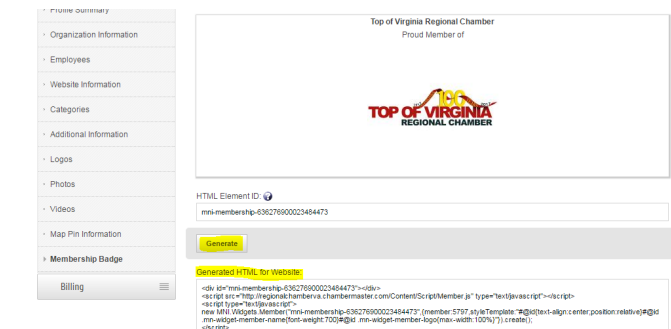 Profile Summary
Organization Information
Employees
Website Information
Categories
Additional Information
Logos
Photos
Videos
Map Pin Information
Membership Badge
Billing
Top of Virginia Regional Chamber
Proud Member of
100
TOP OF VIRGINIA
REGIONAL CHAMBER
HTML Element ID:
mni-membership-636276900023484473
Generate
Generated HTML for Website:
<div id="mni-membership-636276900023484473"></div>
<script src="http://regionalchamberva.chambermaster.com/Content/Script/Member.js" type="text/javascript"></script>
<script type="text/javascript">
new MNI.Widgets.Member("mni-membership-636276900023484473",{member:5797,styleTemplate:"#@id{text-align:center;position:relative}#@id
.mn-widget-member-name{font-weight:700}#@id .mn-widget-member-logo{max-width:100%}"}).create();
</script>